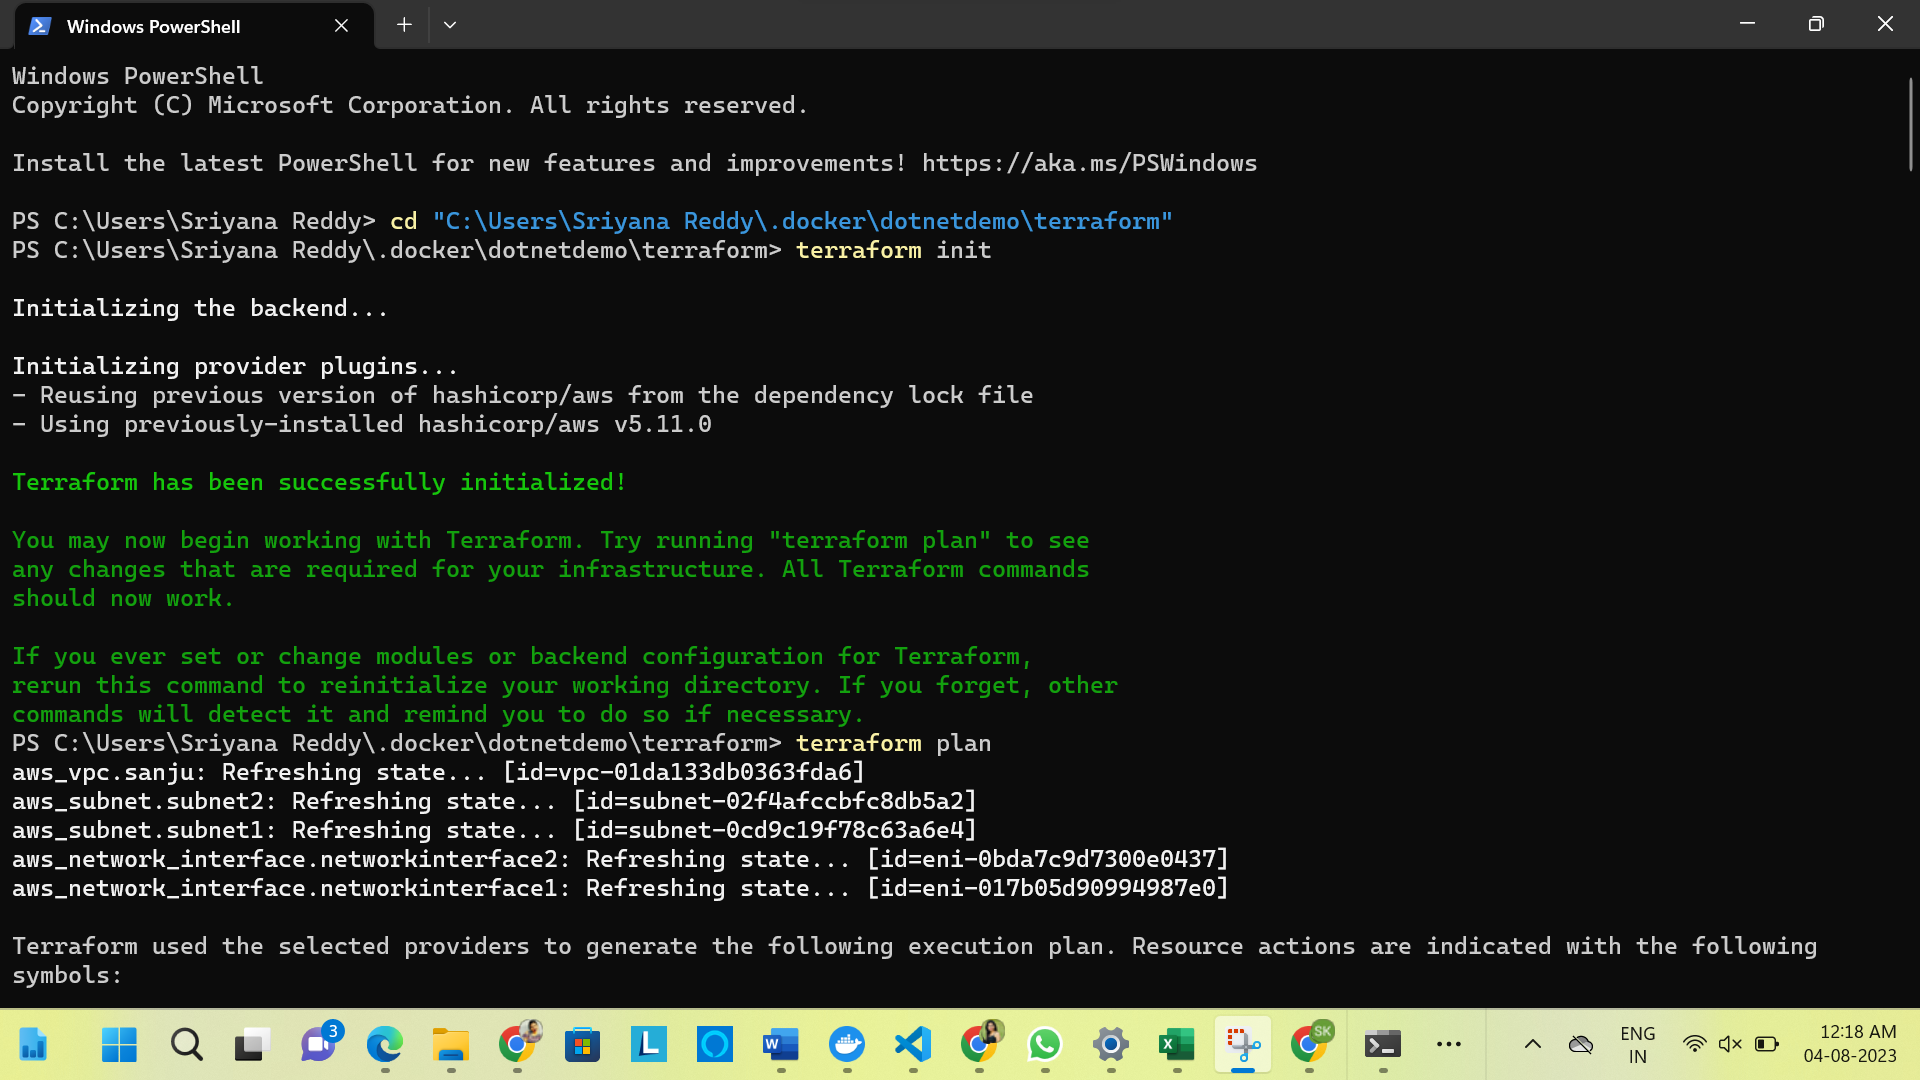 Windows PowerShell
Windows PowerShell
Copyright (C) Microsoft Corporation. All rights reserved.
Install the latest PowerShell for new features and improvements! https://aka.ms/PSWindows
PS C:\Users\Sriyana Reddy> cd "C:\Users\Sriyana Reddy\.docker\dotnetdemo\terraform"
PS C:\Users\Sriyana Reddy\.docker\dotnetdemo\terraform> terraform init
Initializing the backend...
Initializing provider plugins...
- Reusing previous version of hashicorp/aws from the dependency lock file
- Using previously-installed hashicorp/aws v5.11.0
Terraform has been successfully initialized!
You may now begin working with Terraform. Try running "terraform plan" to see
any changes that are required for your infrastructure. All Terraform commands
should now work.
If you ever set or change modules or backend configuration for Terraform,
rerun this command to reinitialize your working directory. If you forget, other
commands will detect it and remind you to do so if necessary.
PS C:\Users\Sriyana Reddy\.docker\dotnetdemo\terraform> terraform plan
aws_vpc.sanju: Refreshing state... [id=vpc-01da133db0363fda6]
aws_subnet.subnet2: Refreshing state... [id=subnet-02f4afccbfc8db5a2]
aws_subnet.subnet1: Refreshing state... [id=subnet-0cd9c19f78c63a6e4]
aws_network_interface.networkinterface2: Refreshing state... [id=eni-0bda7c9d7300e0437]
aws_network_interface.networkinterface1: Refreshing state... [id=eni-017b05d90994987e0]
Terraform used the selected providers to generate the following execution plan. Resource actions are indicated with the following
symbols:
3
L
W
X
SK
ENG
IN
12:18 AM
04-08-2023